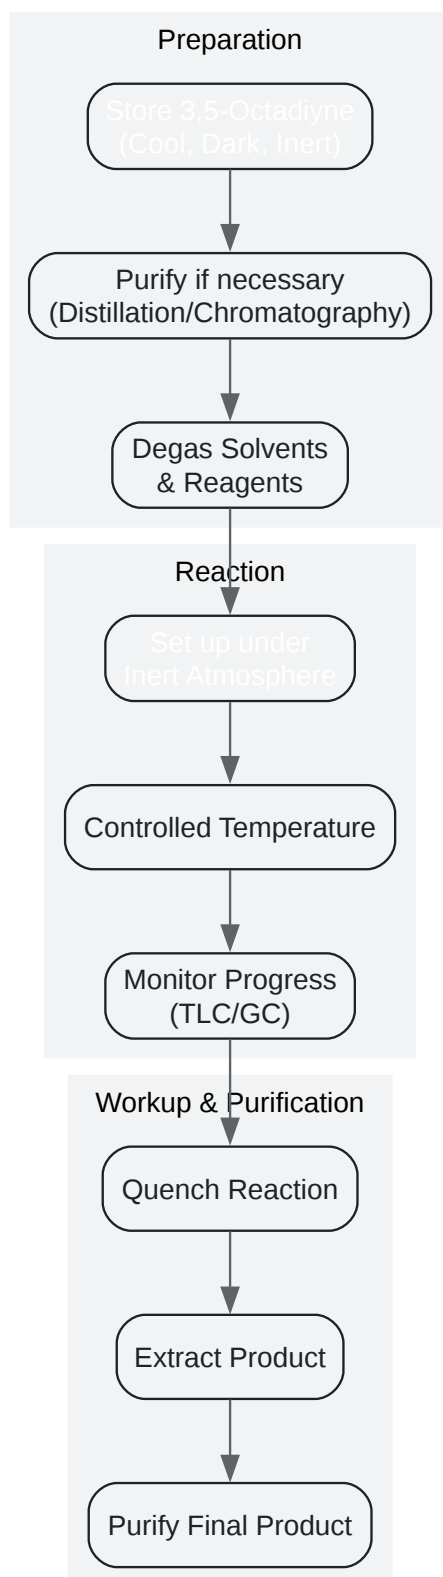 Preparation
Store 3,5-Octadiyne
(Cool, Dark, Inert)
Purify if necessary
(Distillation/Chromatography)
Degas Solvents
& Reagents
Reaction
Set up under
Inert Atmosphere
Controlled Temperature
Monitor Progress
(TLC/GC)
Workup & Purification
Quench Reaction
Extract Product
Purify Final Product